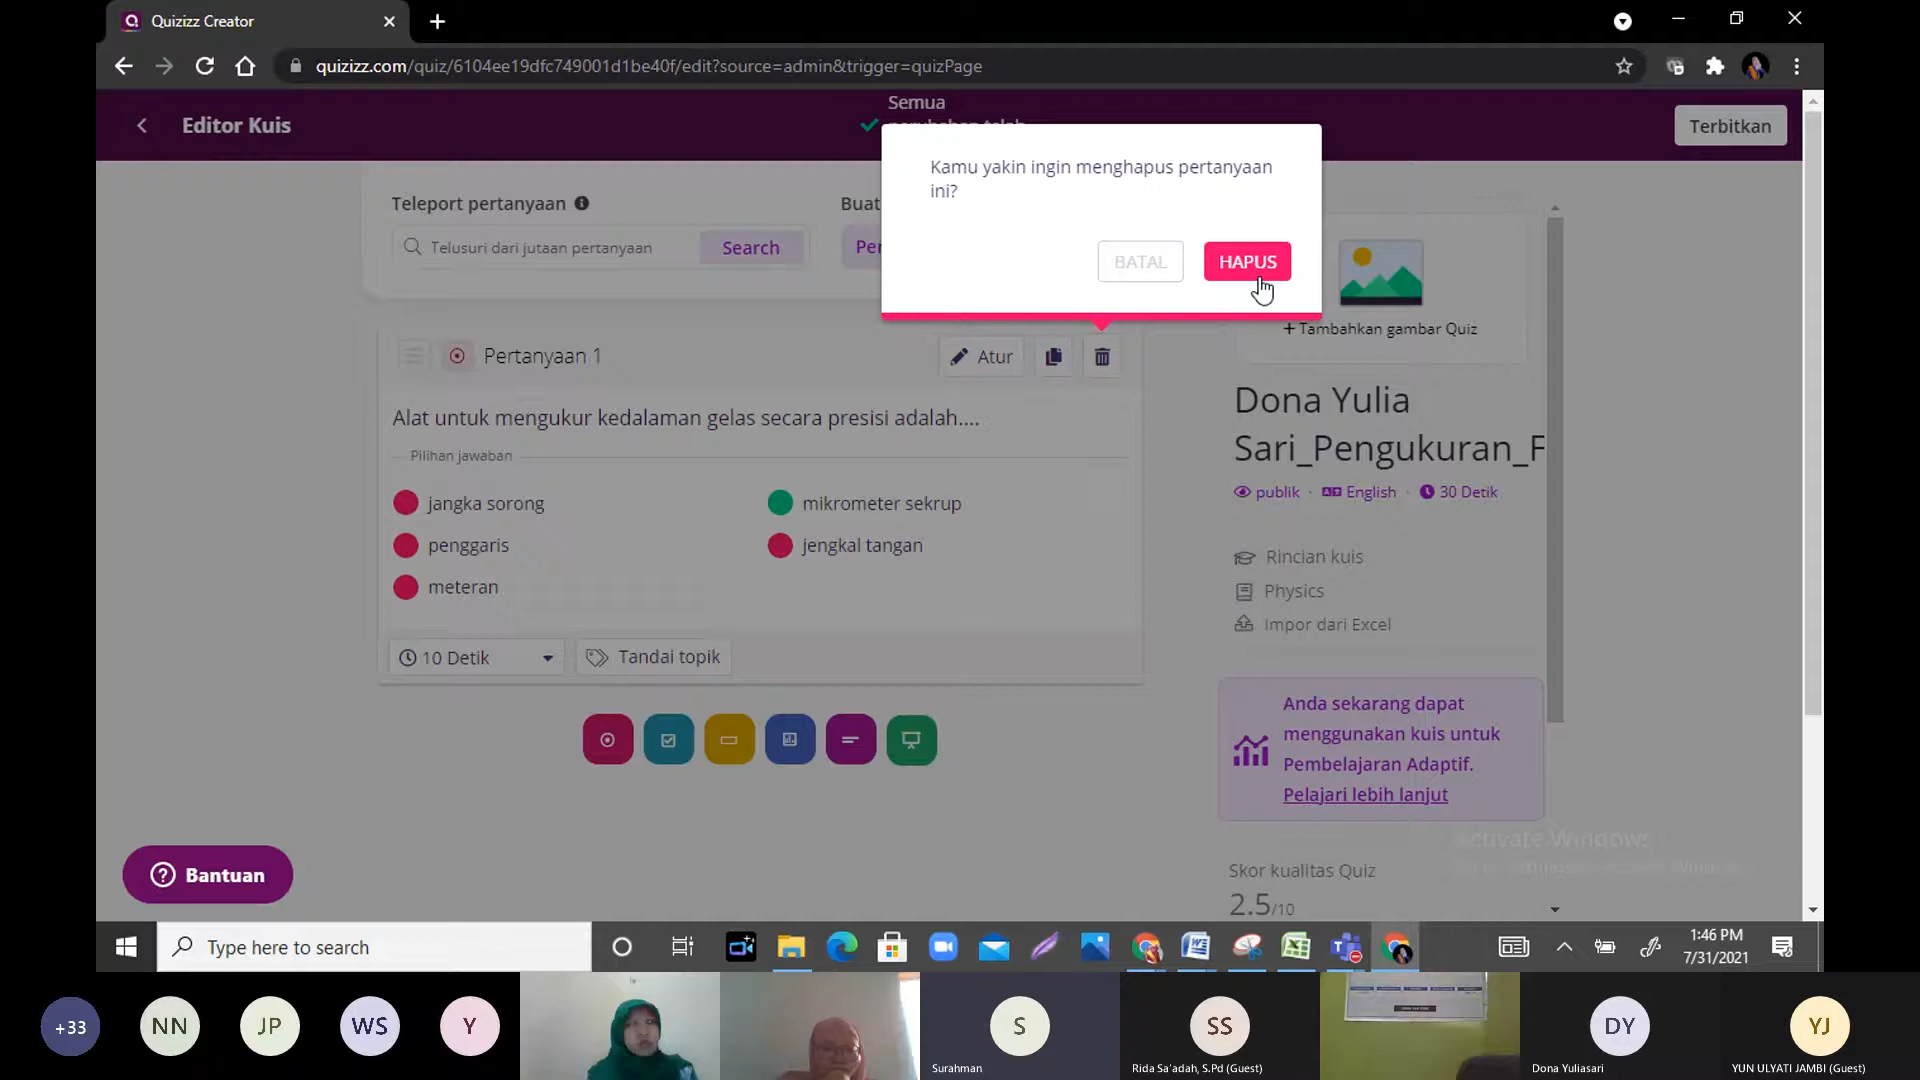 Quizizz Creator
quizizz.com/quiz/6104ee19dfc749001d1be40f/edit?source=admin&trigger=quizPage
Editor Kuis
Semua
perubahan telah
Terbitkan
Kamu yakin ingin menghapus pertanyaan
ini?
BATAL
HAPUS
Teleport pertanyaan
Buat
Telusuri dari jutaan pertanyaan
Search
Per
+ Tambahkan gambar Quiz
Pertanyaan 1
Atur
Alat untuk mengukur kedalaman gelas secara presisi adalah....
Pilihan jawaban
jangka sorong
mikrometer sekrup
penggaris
jengkal tangan
meteran
10 Detik
Tandai topik
Dona Yulia
Sari_Pengukuran_F
publik · English · 30 Detik
Rincian kuis
Physics
Impor dari Excel
Anda sekarang dapat
menggunakan kuis untuk
Pembelajaran Adaptif.
Pelajari lebih lanjut
Activate Windows
Skor kualitas Quiz
2.5/10
Bantuan
Type here to search
1:46 PM
7/31/2021
+33
NN
JP
WS
Y
S
Surahman
SS
Rida Sa'adah, S.Pd (Guest)
DY
Dona Yuliasari
YJ
YUN ULYATI JAMBI (Guest)